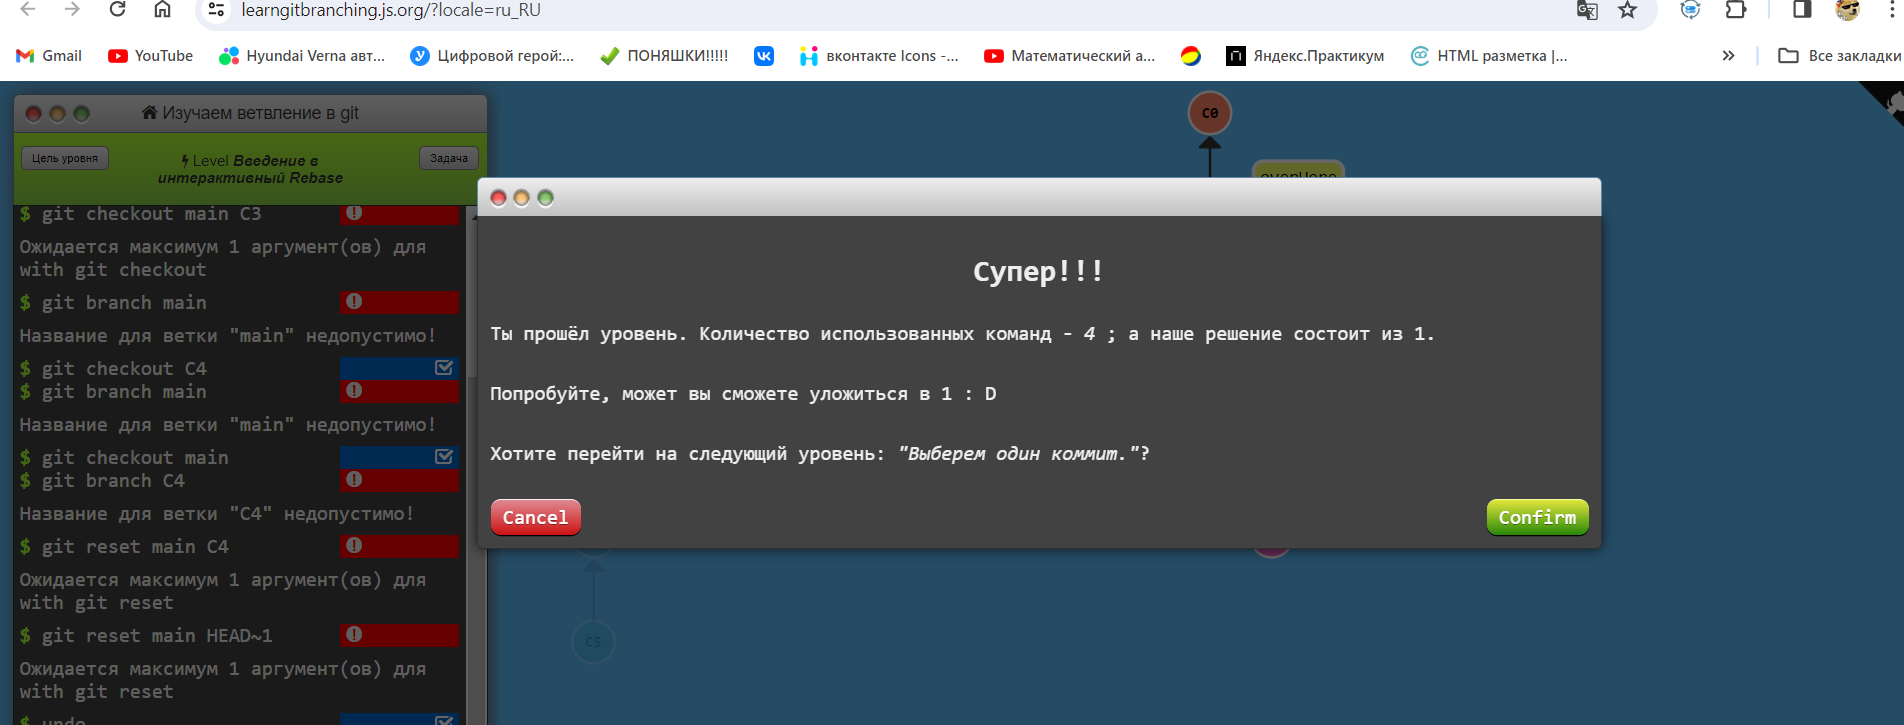 learngitbranching.js.org/?locale=ru_RU
Gmail
YouTube
Hyundai Verna авт...
Цифровой герой:...
ПОНЯШКИ!!!!!
вконтакте Icons -...
Математический а...
Яндекс.Практикум
HTML разметка |...
»
Все закладки
Изучаем ветвление в git
Цель уровня
Level Введение в
интерактивный Rebase
Задача
$ git checkout main C3
Ожидается максимум 1 аргумент(ов) для
with git checkout
$ git branch main
Название для ветки "main" недопустимо!
$ git checkout C4
$ git branch main
Название для ветки "main" недопустимо!
$ git checkout main
$ git branch C4
Название для ветки "C4" недопустимо!
$ git reset main C4
Ожидается максимум 1 аргумент(ов) для
with git reset
$ git reset main HEAD~1
Ожидается максимум 1 аргумент(ов) для
with git reset
$ undo
C0
overHere
Супер!!!
Ты прошёл уровень. Количество использованных команд - 4 ; а наше решение состоит из 1.
Попробуйте, может вы сможете уложиться в 1 : D
Хотите перейти на следующий уровень: "Выберем один коммит."?
Cancel
Confirm
C5